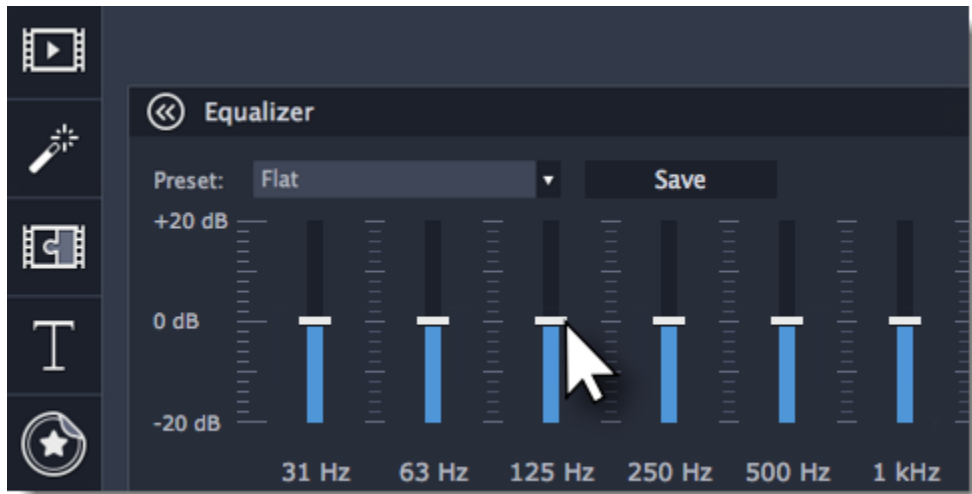 Equalizer
Preset: Flat Save
+20 dB
0 dB
-20 dB
31 Hz 63 Hz 125 Hz 250 Hz 500 Hz 1 kHz
T